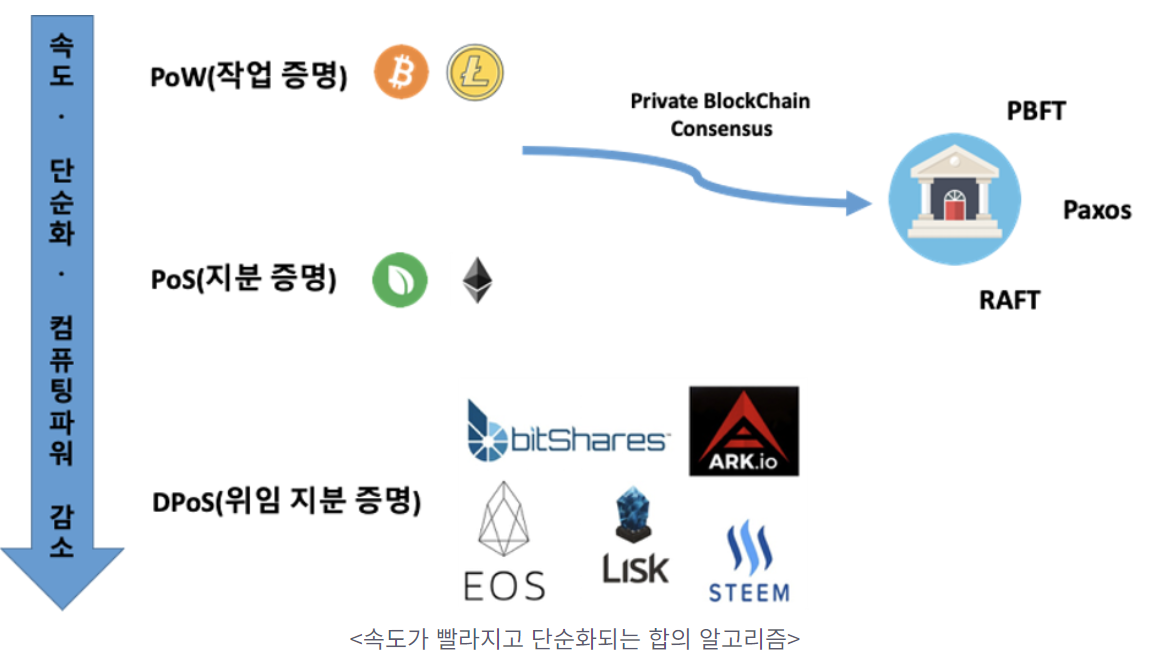 속도 · 단순화 · 컴퓨팅파워 감소
PoW(작업 증명)
Private BlockChain
Consensus
PBFT
Paxos
RAFT
PoS(지분 증명)
bitShares™
ARK.io
DPoS(위임 지분 증명)
EOS
LISK
STEEM
<속도가 빨라지고 단순화되는 합의 알고리즘>